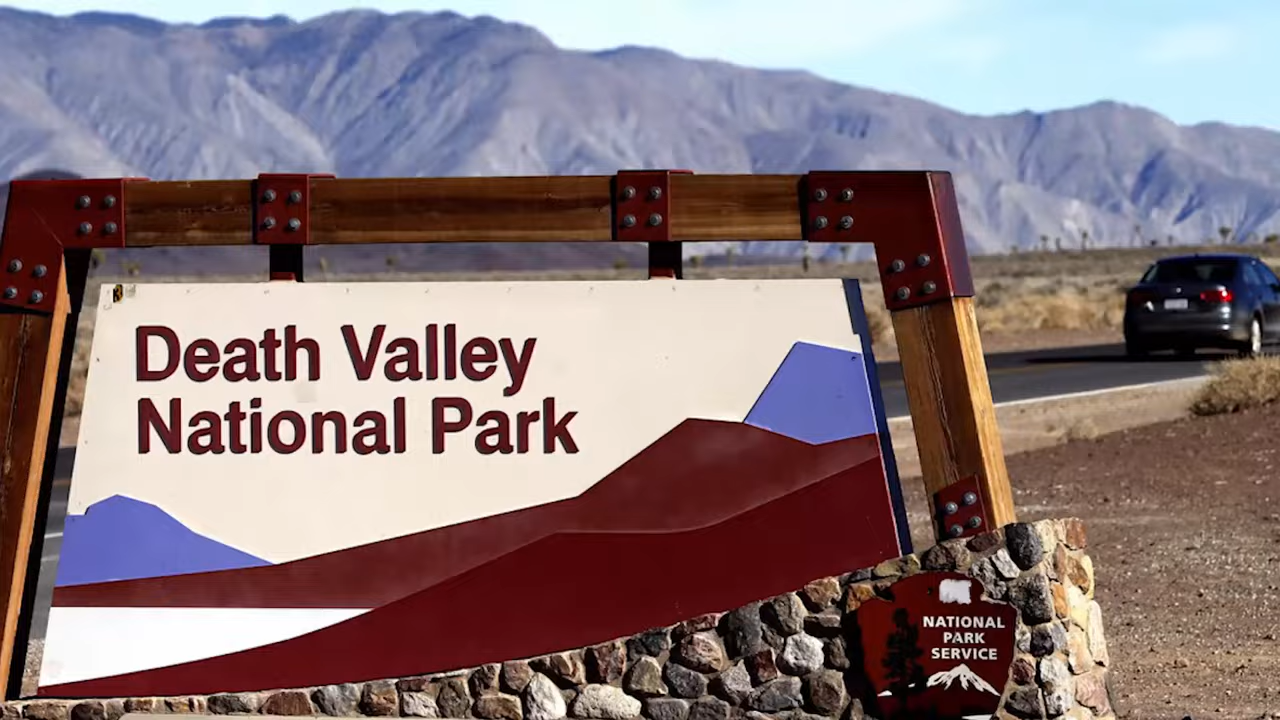 Death Valley
National Park
NATIONAL
PARK
SERVICE